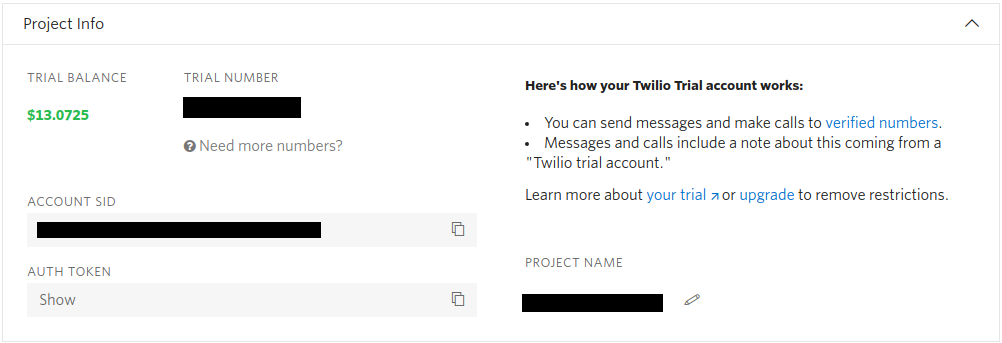 Project Info
TRIAL BALANCE
$13.0725
TRIAL NUMBER
Need more numbers?
ACCOUNT SID
AUTH TOKEN
Show
Here's how your Twilio Trial account works:
• You can send messages and make calls to verified numbers.
• Messages and calls include a note about this coming from a
"Twilio trial account."
Learn more about your trial ↗ or upgrade to remove restrictions.
PROJECT NAME